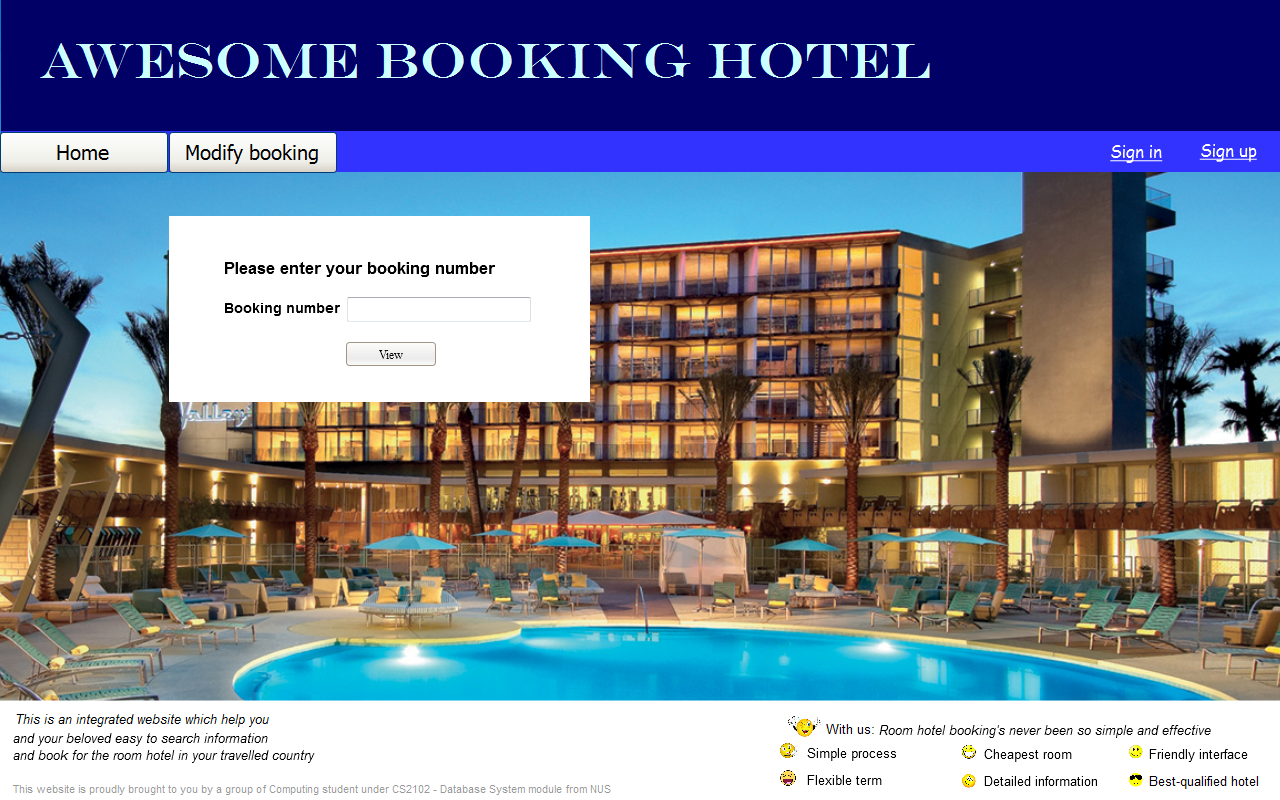 AWESOME BOOKING HOTEL
Home
Modify booking
Sign in
Sign up
Please enter your booking number
Booking number
View
Valley
This is an integrated website which help you
and your beloved easy to search information
and book for the room hotel in your travelled country
With us: Room hotel booking's never been so simple and effective
Simple process
Cheapest room
Friendly interface
Flexible term
Detailed information
Best-qualified hotel
This website is proudly brought to you by a group of Computing student under CS2102 - Database System module from NUS